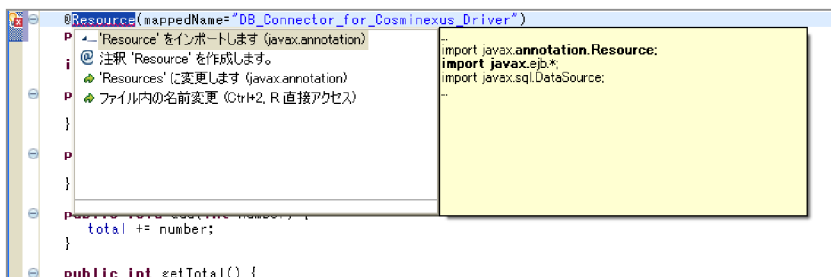 @Resource(mappedName="DB_Connector_for_Cosminexus_Driver")
'Resource' をインポートします (javax.annotation)
注釈 'Resource' を作成します。
'Resources' に変更します (javax.annotation)
ファイル内の名前変更 (Ctrl+2, R 直接アクセス)
...
import javax.annotation.Resource;
import javax.ejb.*;
import javax.sql.DataSource;
...
p
i
p
}
p
}
total += number;
}
public int getTotal() {